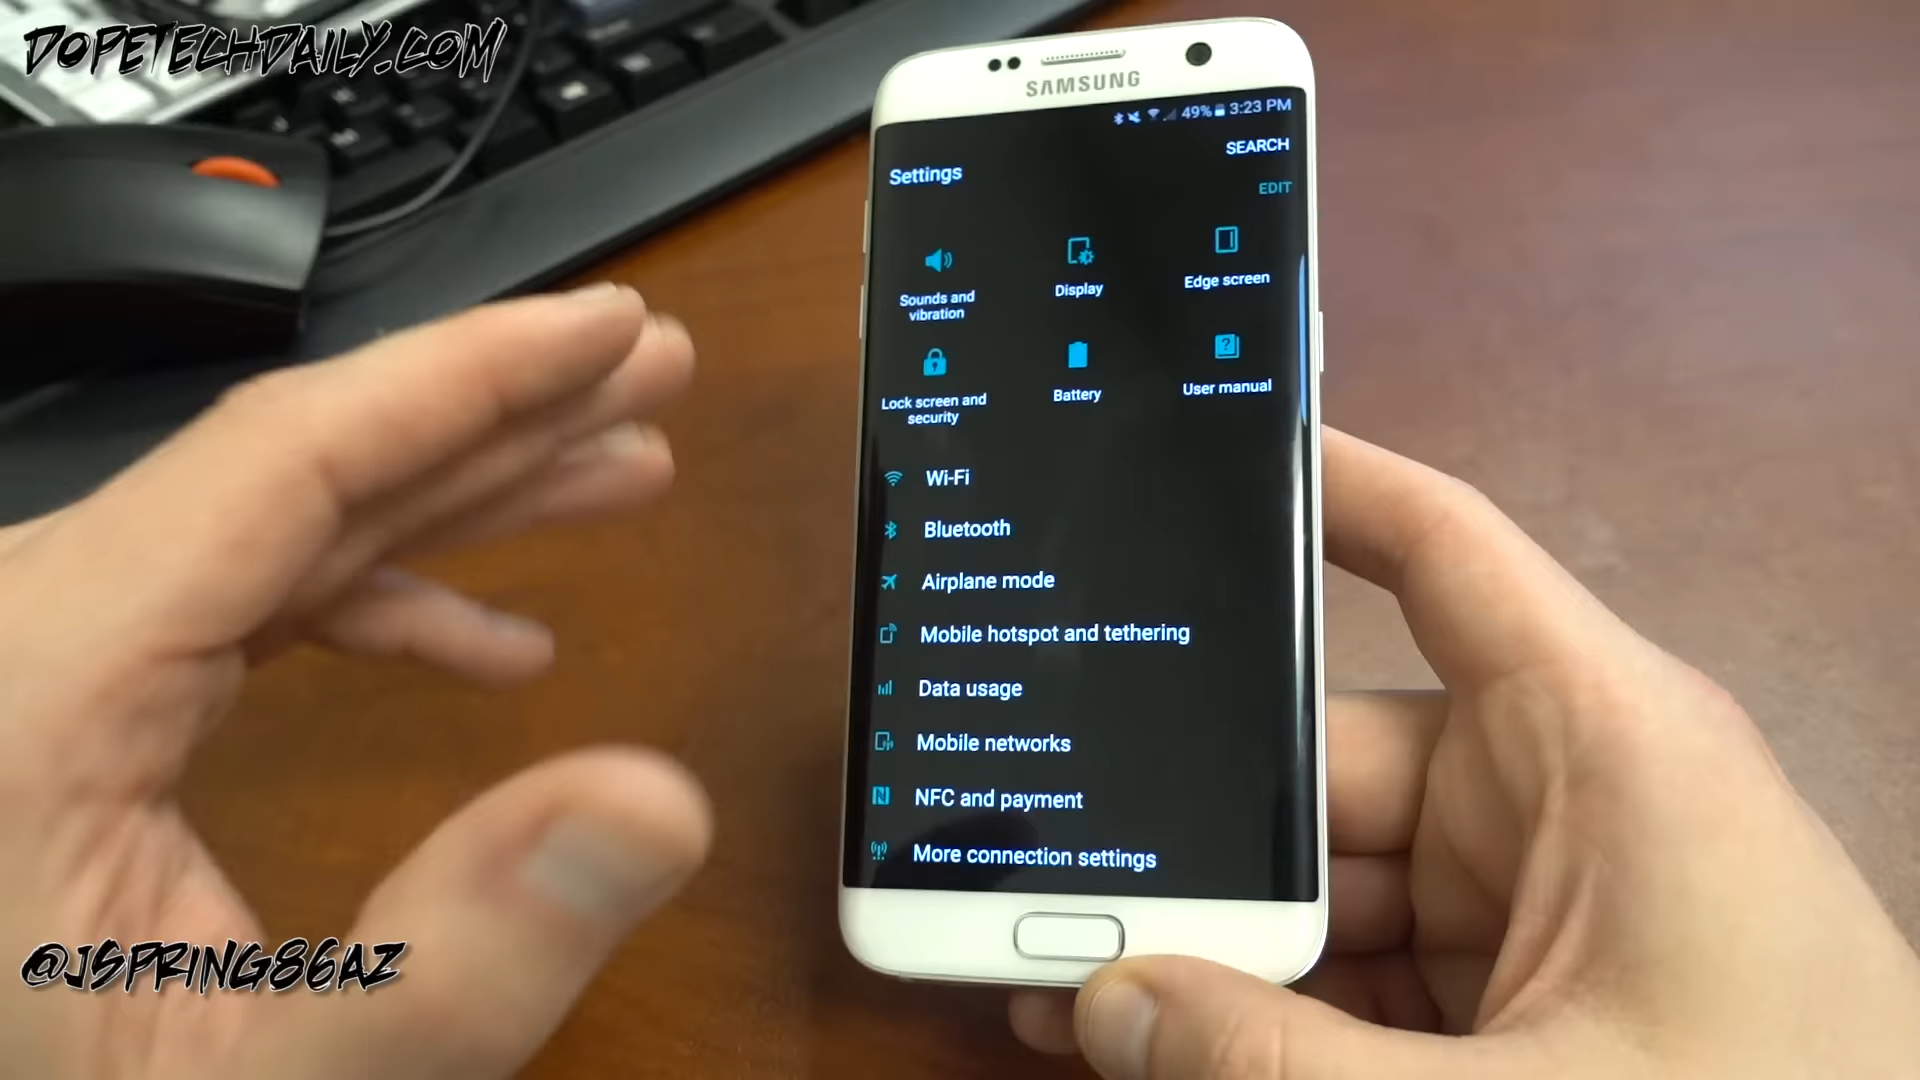 DOPETECHDAILY.COM
SAMSUNG
49% 3:23 PM
SEARCH
Settings
EDIT
Sounds and
vibration
Display
Edge screen
Lock screen and
security
Battery
User manual
Wi-Fi
Bluetooth
Airplane mode
Mobile hotspot and tethering
Data usage
Mobile networks
NFC and payment
More connection settings
@JSPRING86AZ